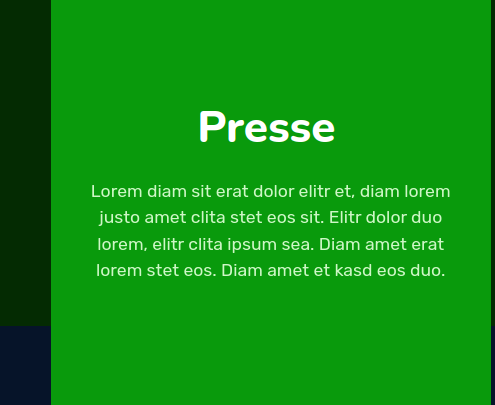 Presse
Lorem diam sit erat dolor elitr et, diam lorem
justo amet clita stet eos sit. Elitr dolor duo
lorem, elitr clita ipsum sea. Diam amet erat
lorem stet eos. Diam amet et kasd eos duo.